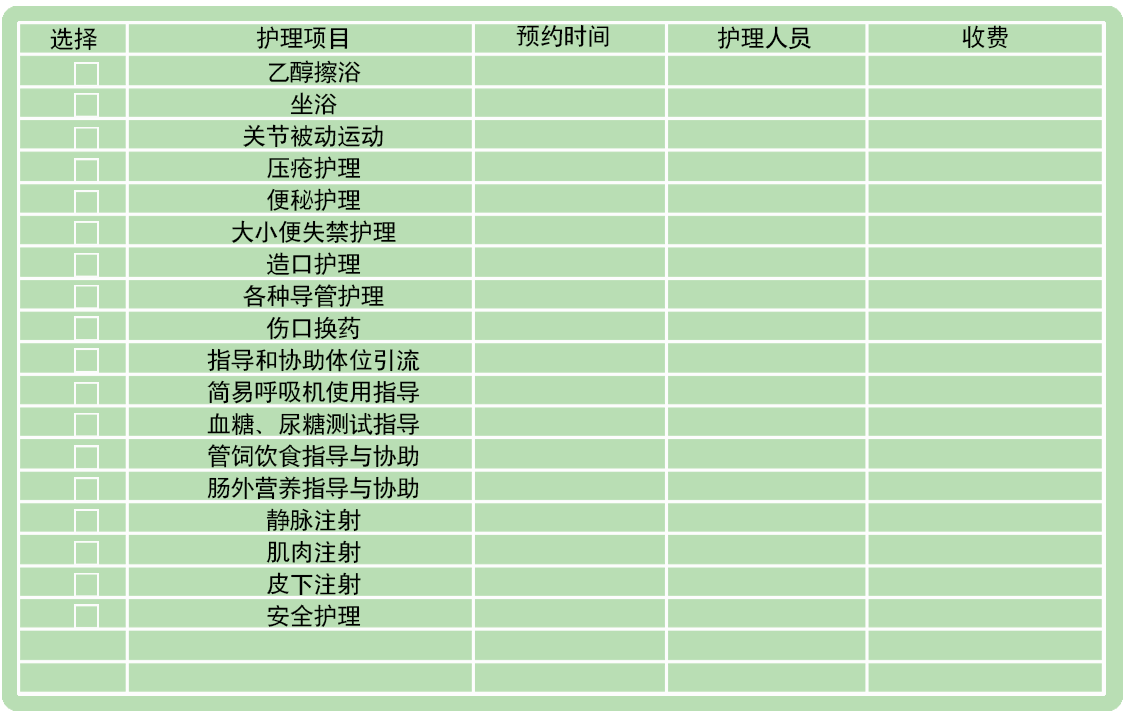 选择 护理项目 预约时间 护理人员 收费
乙醇擦浴
坐浴
关节被动运动
压疮护理
便秘护理
大小便失禁护理
造口护理
各种导管护理
伤口换药
指导和协助体位引流
简易呼吸机使用指导
血糖、尿糖测试指导
管饲饮食指导与协助
肠外营养指导与协助
静脉注射
肌肉注射
皮下注射
安全护理